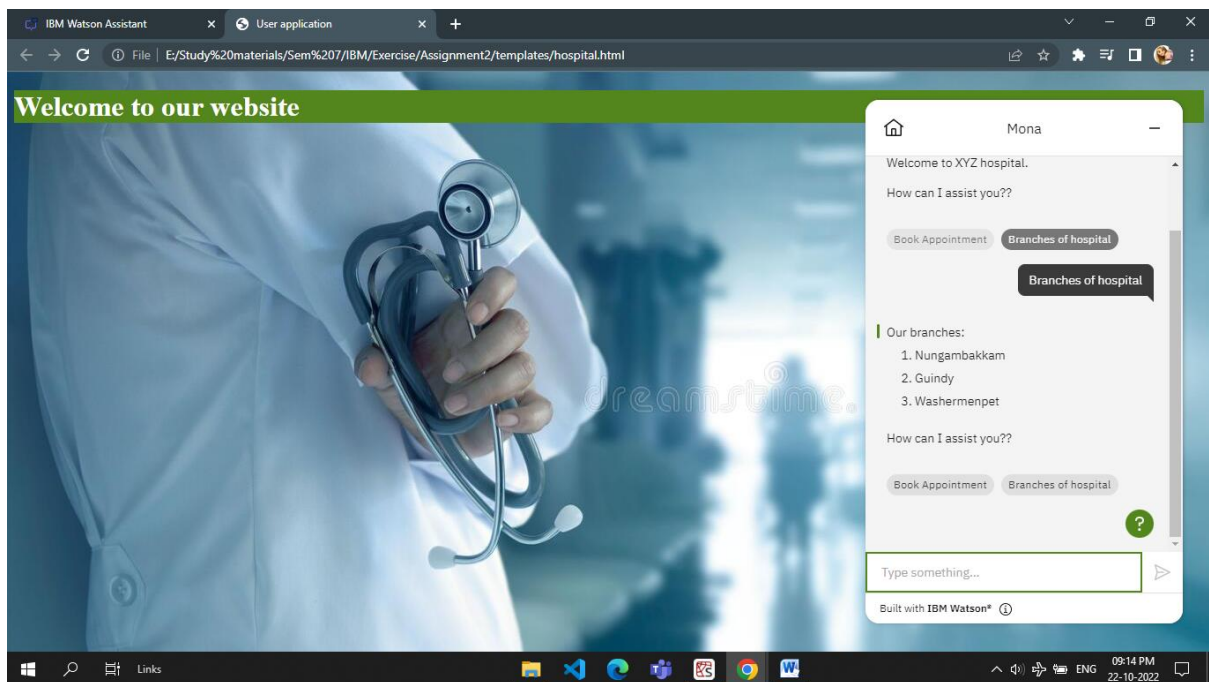 IBM Watson Assistant
User application
File
E:/Study%20materials/Sem%207/IBM/Exercise/Assignment2/templates/hospital.html
Welcome to our website
Mona
Welcome to XYZ hospital.
How can I assist you??
Book Appointment
Branches of hospital
Branches of hospital
Our branches:
1. Nungambakkam
2. Guindy
3. Washermenpet
How can I assist you??
Book Appointment
Branches of hospital
?
dreamstime.
Type something...
Built with IBM Watson®
Links
ENG
09:14 PM
22-10-2022